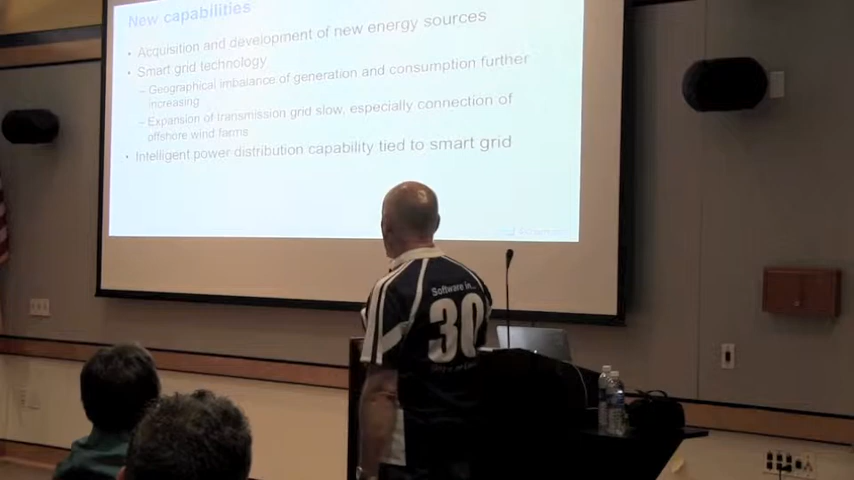 New capabilities
• Acquisition and development of new energy sources
• Smart grid technology
– Geographical imbalance of generation and consumption further
increasing
– Expansion of transmission grid slow, especially connection of
offshore wind farms
• Intelligent power distribution capability tied to smart grid
Software in...
30